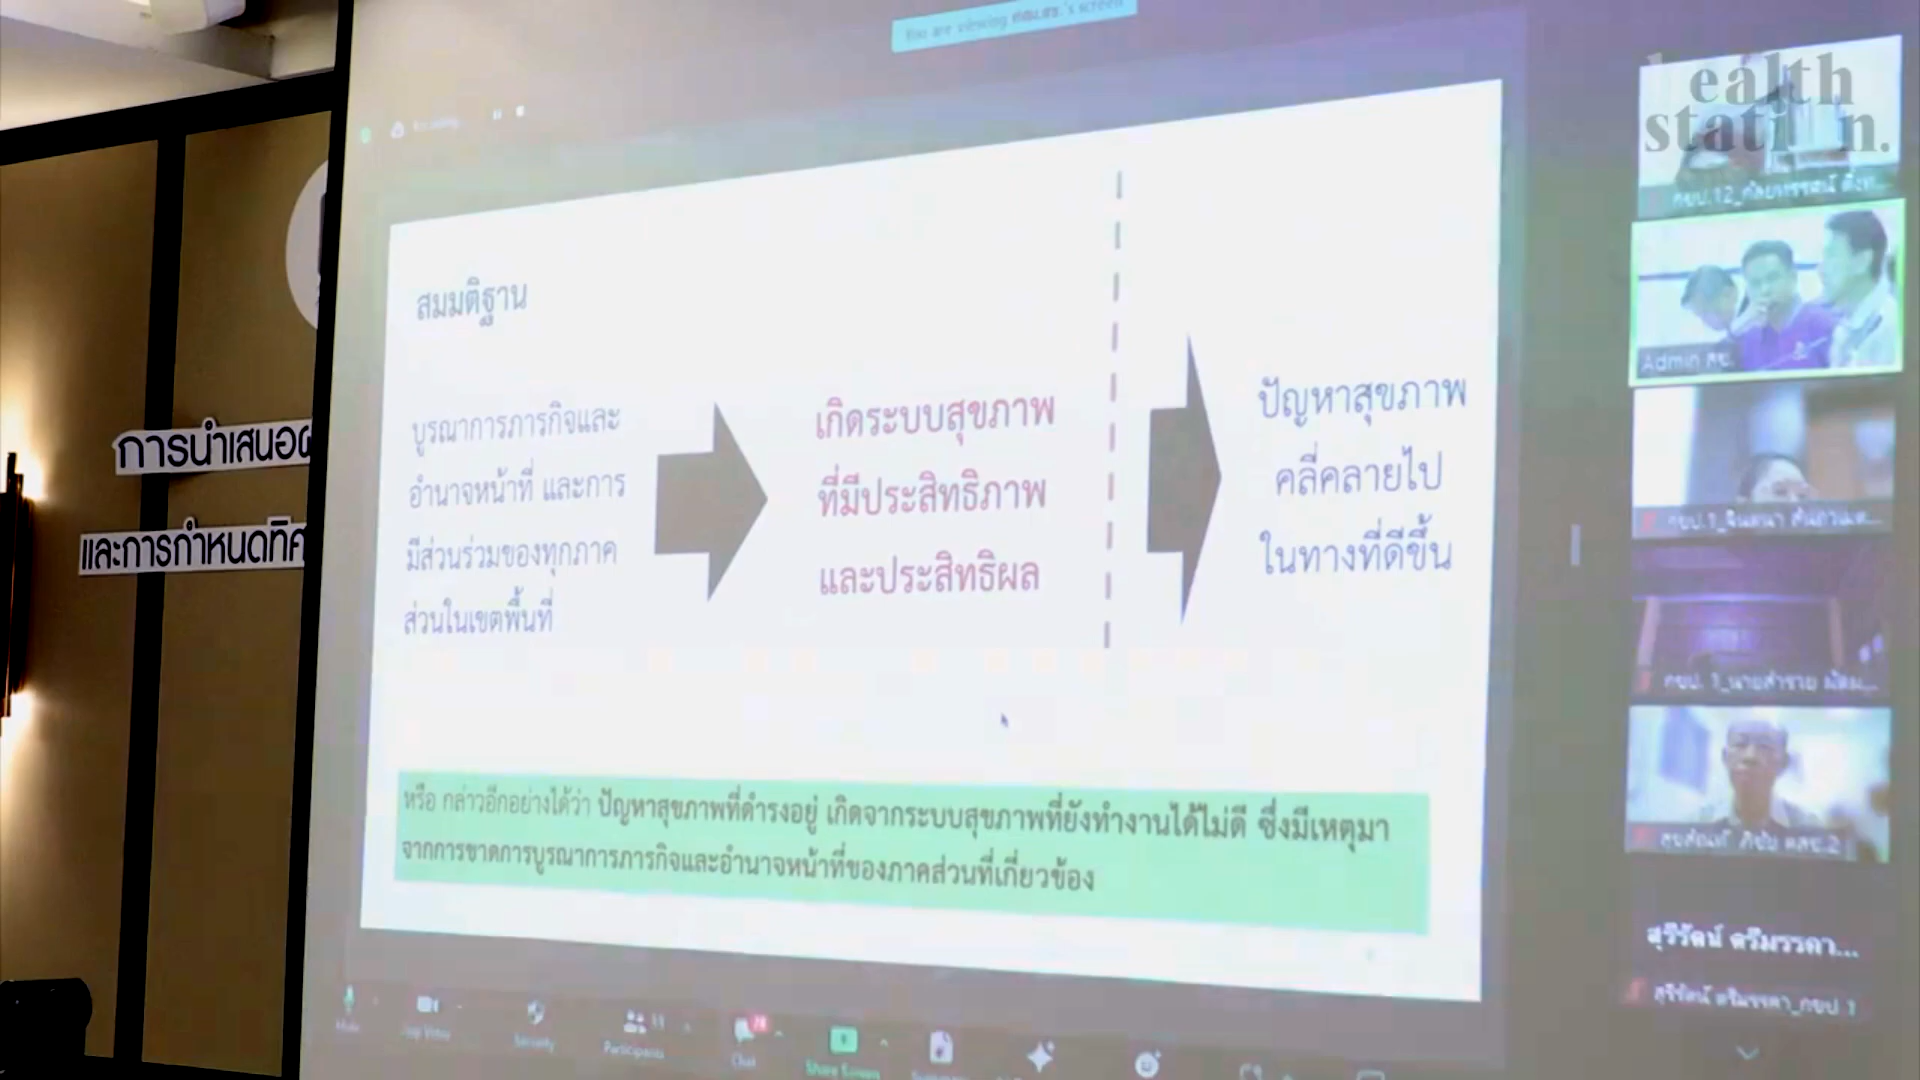 You are viewing
health
station.
สมมติฐาน
บูรณาการภารกิจและ
อำนาจหน้าที่ และการ
มีส่วนร่วมของทุกภาค
ส่วนในเขตพื้นที่
เกิดระบบสุขภาพ
ที่มีประสิทธิภาพ
และประสิทธิผล
ปัญหาสุขภาพ
คลี่คลายไป
ในทางที่ดีขึ้น
หรือ กล่าวอีกอย่างได้ว่า ปัญหาสุขภาพที่ดำรงอยู่ เกิดจากระบบสุขภาพที่ยังทำงานได้ไม่ดี ซึ่งมีเหตุมา
จากการขาดการบูรณาการภารกิจและอำนาจหน้าที่ของภาคส่วนที่เกี่ยวข้อง
การนำเสนอ
และการกำหนดทิศ
Admin สช.
Security
Participants
Chat
Share Screen